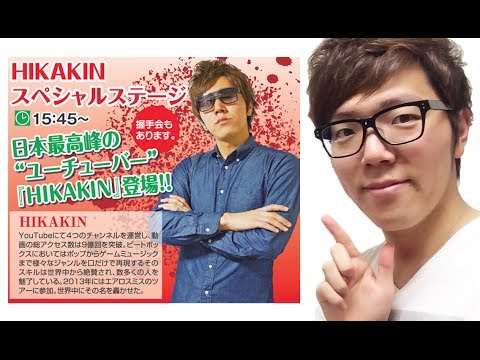 HIKAKIN
スペシャルステージ
15:45～
握手会も
あります。
日本最高峰の
“ユーチューバー”
『HIKAKIN』登場!!
HIKAKIN
YouTubeにて4つのチャンネルを運営し、動
画の総アクセス数は9億回を突破。ビートボッ
クスにおいてはポップからゲームミュージック
まで様々なジャンルを口だけで再現するその
スキルは世界中から絶賛され、数多くの人を
魅了している。2013年にはエアロスミスのツ
アーに参加。世界中にその名を轟かせた。